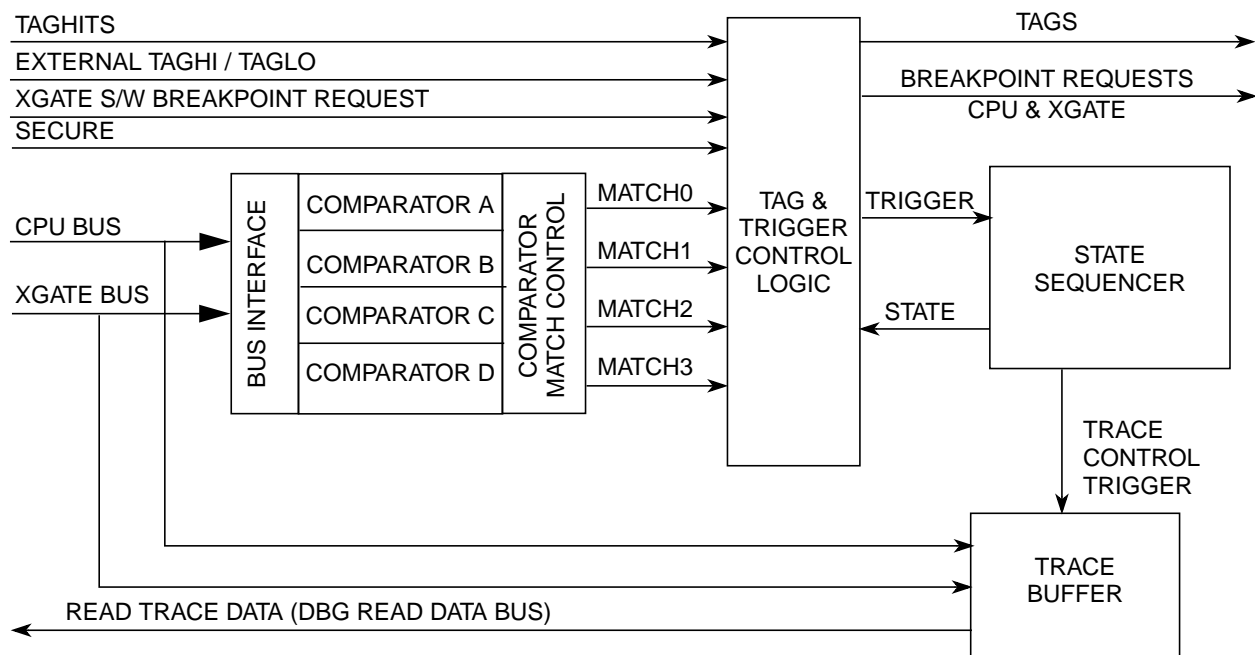 TAGHITS
EXTERNAL TAGHI / TAGLO
XGATE S/W BREAKPOINT REQUEST
SECURE
TAGS
BREAKPOINT REQUESTS
CPU & XGATE
CPU BUS
XGATE BUS
BUS INTERFACE
COMPARATOR A
COMPARATOR B
COMPARATOR C
COMPARATOR D
COMPARATOR
MATCH CONTROL
MATCH0
MATCH1
MATCH2
MATCH3
TAG &
TRIGGER
CONTROL
LOGIC
TRIGGER
STATE
STATE
SEQUENCER
TRACE
CONTROL
TRIGGER
TRACE
BUFFER
READ TRACE DATA (DBG READ DATA BUS)